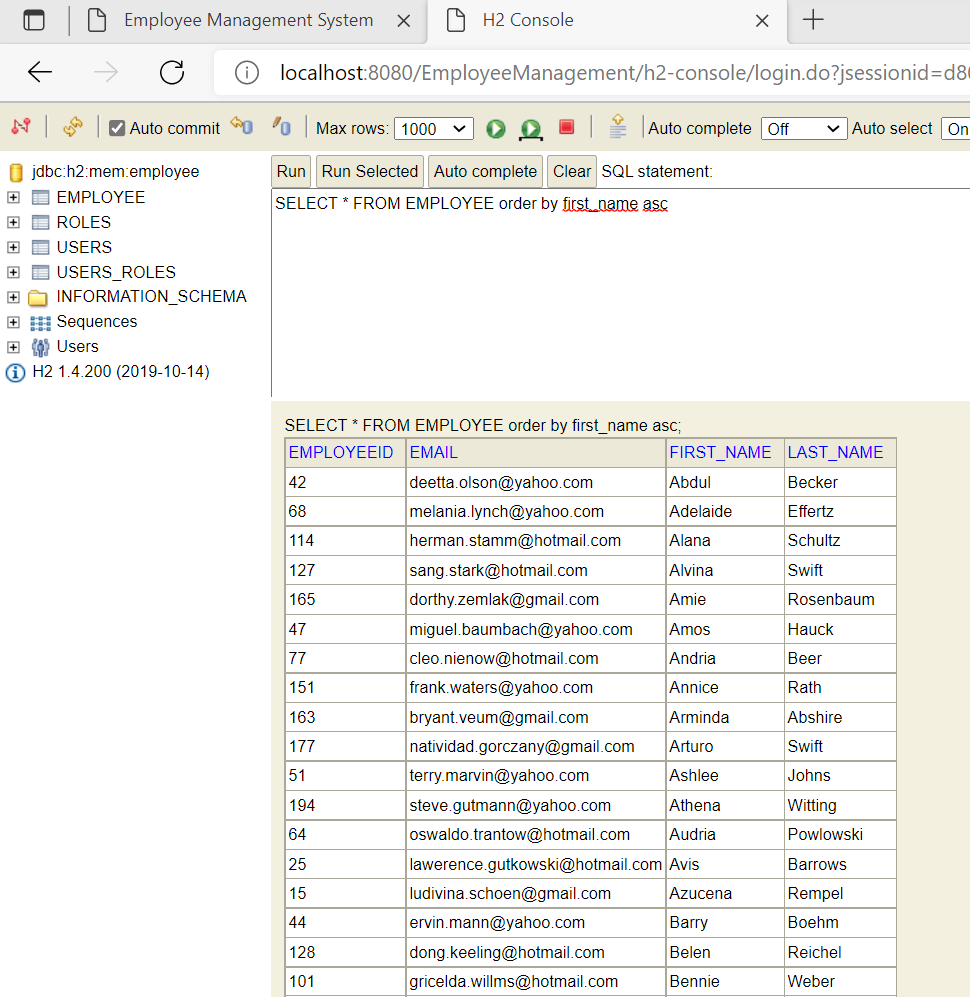 Employee Management System
H2 Console
localhost:8080/EmployeeManagement/h2-console/login.do?jsessionid=d80
Auto commit Max rows: 1000 Auto complete Off Auto select On
jdbc:h2:mem:employee
EMPLOYEE
ROLES
USERS
USERS_ROLES
INFORMATION_SCHEMA
Sequences
Users
H2 1.4.200 (2019-10-14)
Run Run Selected Auto complete Clear SQL statement:
SELECT * FROM EMPLOYEE order by first_name asc
SELECT * FROM EMPLOYEE order by first_name asc;
EMPLOYEEID EMAIL FIRST_NAME LAST_NAME
42 deetta.olson@yahoo.com Abdul Becker
68 melania.lynch@yahoo.com Adelaide Effertz
114 herman.stamm@hotmail.com Alana Schultz
127 sang.stark@hotmail.com Alvina Swift
165 dorthy.zemlak@gmail.com Amie Rosenbaum
47 miguel.baumbach@yahoo.com Amos Hauck
77 cleo.nienow@hotmail.com Andria Beer
151 frank.waters@yahoo.com Annice Rath
163 bryant.veum@gmail.com Arminda Abshire
177 natividad.gorczany@gmail.com Arturo Swift
51 terry.marvin@yahoo.com Ashlee Johns
194 steve.gutmann@yahoo.com Athena Witting
64 oswaldo.trantow@hotmail.com Audria Powlowski
25 lawerence.gutkowski@hotmail.com Avis Barrows
15 ludivina.schoen@gmail.com Azucena Rempel
44 ervin.mann@yahoo.com Barry Boehm
128 dong.keeling@hotmail.com Belen Reichel
101 gricelda.willms@hotmail.com Bennie Weber